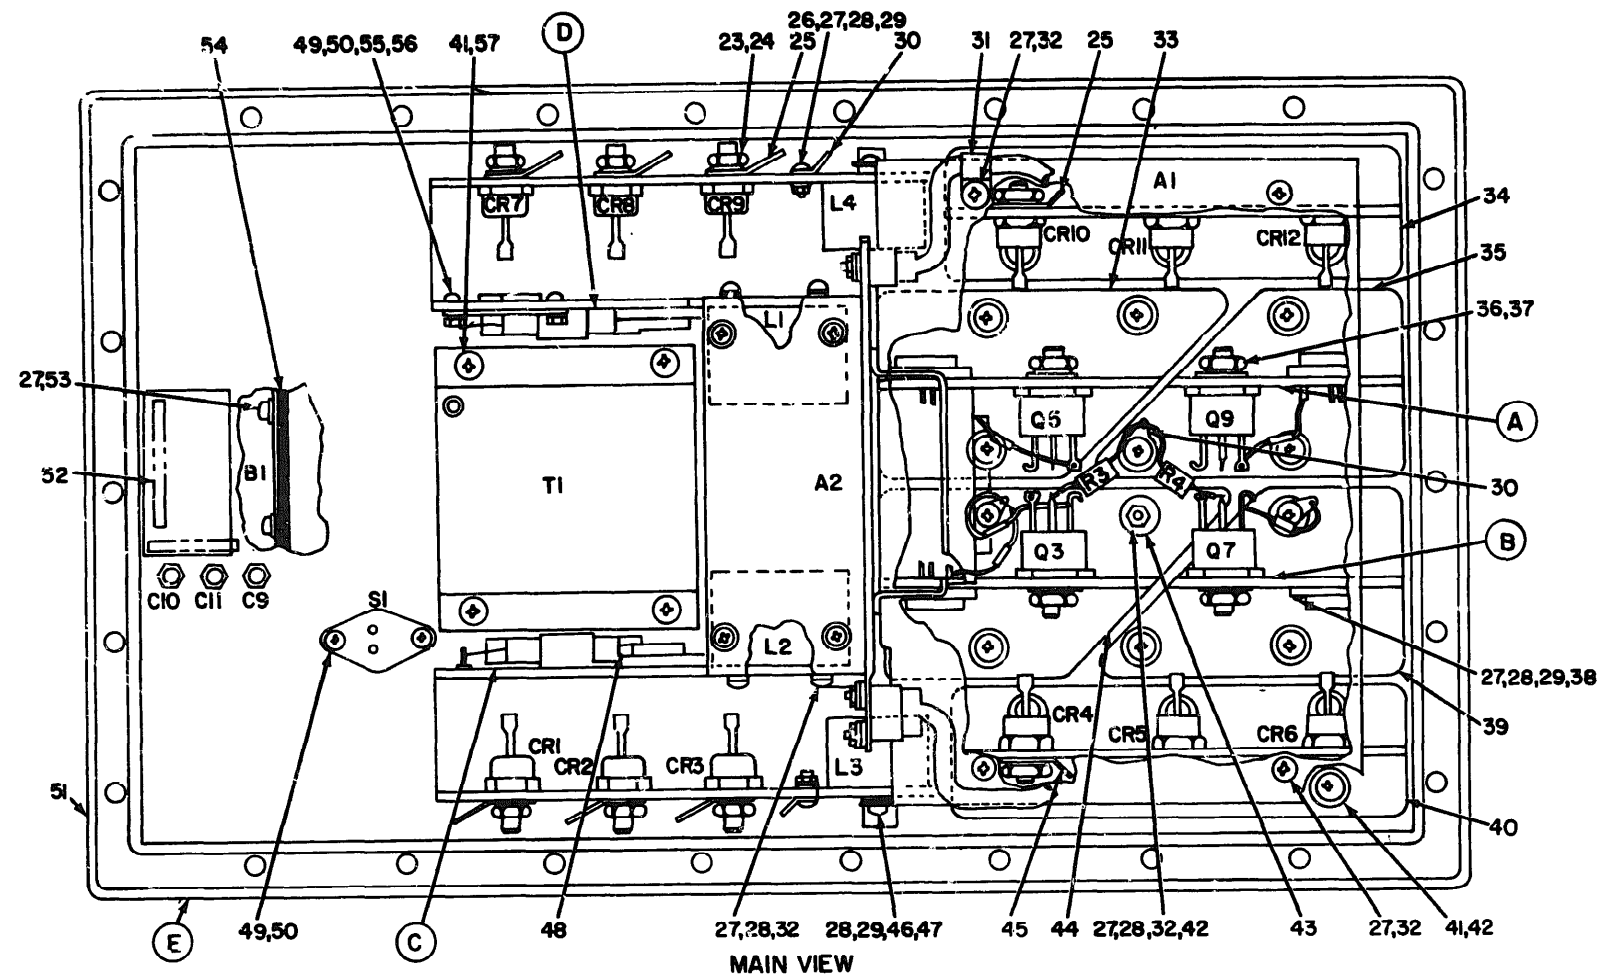 26,27,28,29
54
49,50,55,56
41,57
D
23,24
25
30
31
27,32
25
33
CR7
CR8
CR9
L4
A1
34
CR10
CR11
CR12
35
L1
36,37
27,53
Q5
Q9
A
52
B1
T1
A2
R3
R4
30
Q3
Q7
B
C10
C11
C9
S1
L2
27,28,29,38
CR4
CR5
CR6
39
CR1
CR2
CR3
L3
51
40
E
49,50
C
48
27,28,32
28,29,46,47
45
44
27,28,32,42
43
27,32
41,42
MAIN VIEW